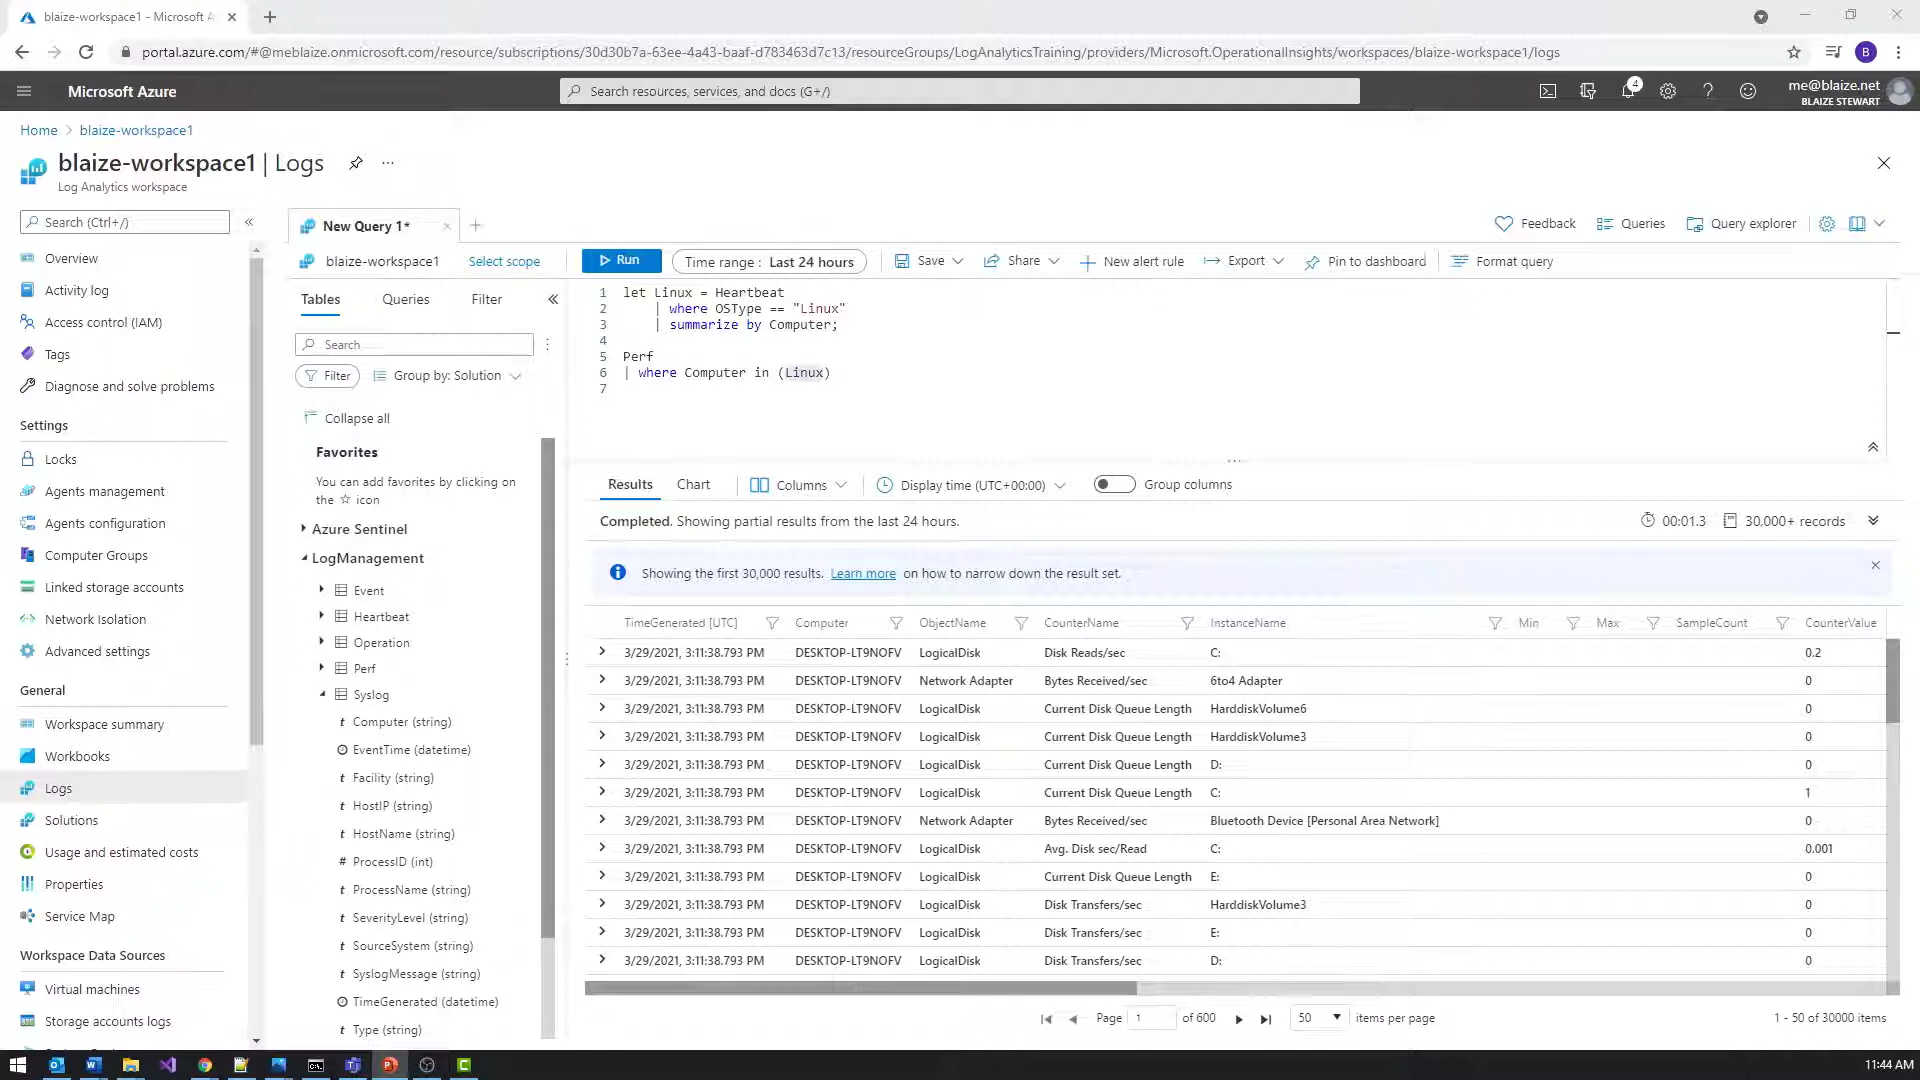 blaize-workspace1 - Microsoft A
portal.azure.com/#@meblaize.onmicrosoft.com/resource/subscriptions/30d30b7a-63ee-4a43-baaf-d783463d7c13/resourceGroups/LogAnalyticsTraining/providers/Microsoft.OperationalInsights/workspaces/blaize-workspace1/logs
B
Microsoft Azure
Search resources, services, and docs (G+/)
4
me@blaize.net
BLAIZE STEWART
Home > blaize-workspace1
blaize-workspace1 | Logs
Log Analytics workspace
Search (Ctrl+/)
Overview
Activity log
Access control (IAM)
Tags
Diagnose and solve problems
Settings
Locks
Agents management
Agents configuration
Computer Groups
Linked storage accounts
Network Isolation
Advanced settings
General
Workspace summary
Workbooks
Logs
Solutions
Usage and estimated costs
Properties
Service Map
Workspace Data Sources
Virtual machines
Storage accounts logs
New Query 1*
Feedback
Queries
Query explorer
blaize-workspace1
Select scope
Run
Time range : Last 24 hours
Save
Share
New alert rule
Export
Pin to dashboard
Format query
Tables
Queries
Filter
Search
Filter
Group by: Solution
Collapse all
Favorites
You can add favorites by clicking on
the ☆ icon
Azure Sentinel
LogManagement
Event
Heartbeat
Operation
Perf
Syslog
t Computer (string)
EventTime (datetime)
t Facility (string)
t HostIP (string)
t HostName (string)
# ProcessID (int)
t ProcessName (string)
t SeverityLevel (string)
t SourceSystem (string)
t SyslogMessage (string)
TimeGenerated (datetime)
t Type (string)
1 let Linux = Heartbeat
2 | where OSType == "Linux"
3 | summarize by Computer;
4
5 Perf
6 | where Computer in (Linux)
7
Results
Chart
Columns
Display time (UTC+00:00)
Group columns
Completed. Showing partial results from the last 24 hours.
00:01.3
30,000+ records
Showing the first 30,000 results. Learn more on how to narrow down the result set.
TimeGenerated [UTC] Computer ObjectName CounterName InstanceName Min Max SampleCount CounterValue
3/29/2021, 3:11:38.793 PM DESKTOP-LT9NOFV LogicalDisk Disk Reads/sec C: 0.2
3/29/2021, 3:11:38.793 PM DESKTOP-LT9NOFV Network Adapter Bytes Received/sec 6to4 Adapter 0
3/29/2021, 3:11:38.793 PM DESKTOP-LT9NOFV LogicalDisk Current Disk Queue Length HarddiskVolume6 0
3/29/2021, 3:11:38.793 PM DESKTOP-LT9NOFV LogicalDisk Current Disk Queue Length HarddiskVolume3 0
3/29/2021, 3:11:38.793 PM DESKTOP-LT9NOFV LogicalDisk Current Disk Queue Length D: 0
3/29/2021, 3:11:38.793 PM DESKTOP-LT9NOFV LogicalDisk Current Disk Queue Length C: 1
3/29/2021, 3:11:38.793 PM DESKTOP-LT9NOFV Network Adapter Bytes Received/sec Bluetooth Device [Personal Area Network] 0
3/29/2021, 3:11:38.793 PM DESKTOP-LT9NOFV LogicalDisk Avg. Disk sec/Read C: 0.001
3/29/2021, 3:11:38.793 PM DESKTOP-LT9NOFV LogicalDisk Current Disk Queue Length E: 0
3/29/2021, 3:11:38.793 PM DESKTOP-LT9NOFV LogicalDisk Disk Transfers/sec HarddiskVolume3 0
3/29/2021, 3:11:38.793 PM DESKTOP-LT9NOFV LogicalDisk Disk Transfers/sec E: 0
3/29/2021, 3:11:38.793 PM DESKTOP-LT9NOFV LogicalDisk Disk Transfers/sec D: 0
Page 1 of 600
50 items per page
1 - 50 of 30000 items
11:44 AM